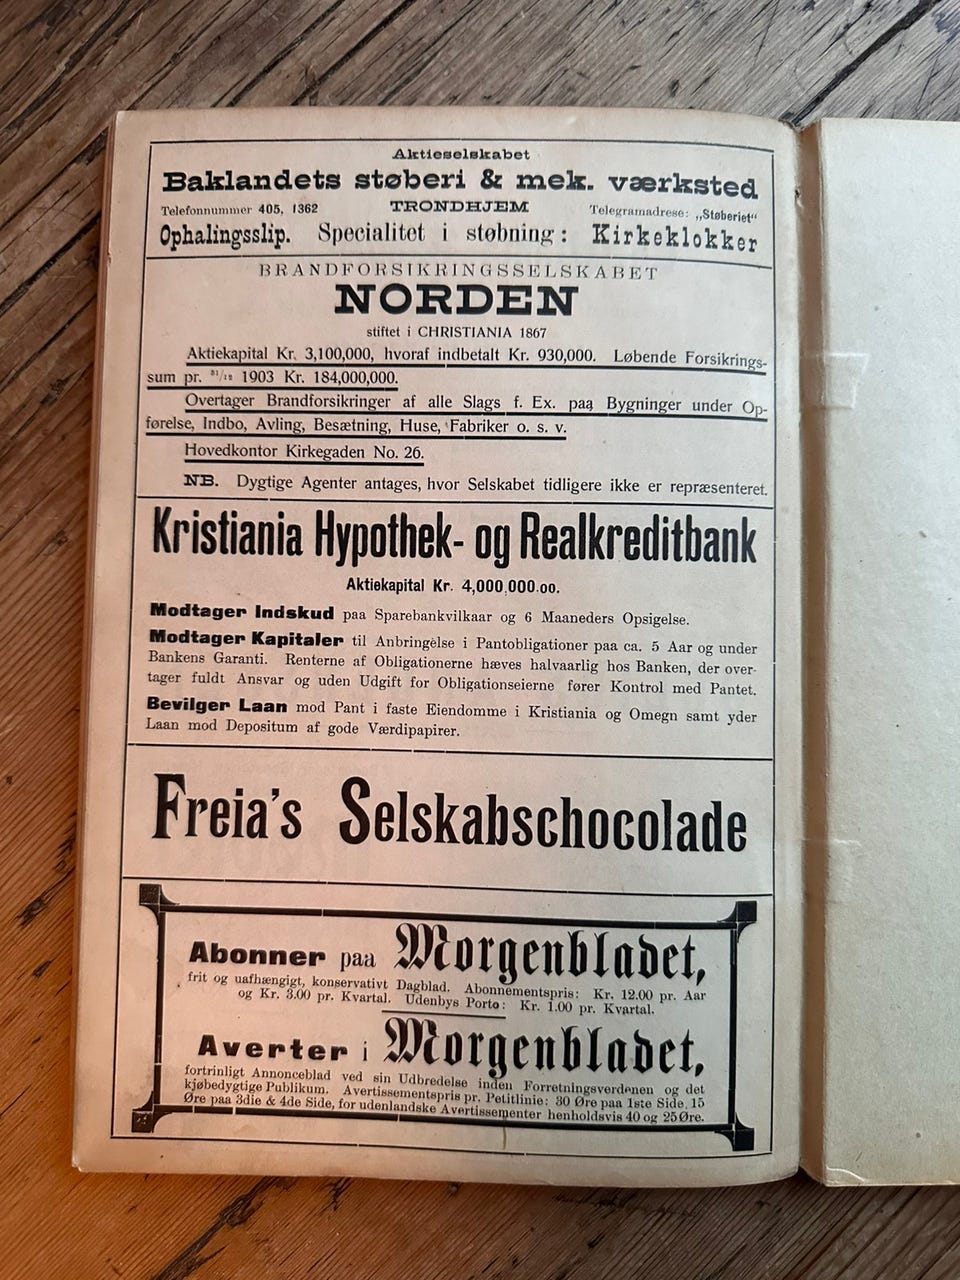 Aktieselskabet
Baklandets støberi & mek. værksted
Telefonnummer 405, 1362 TRONDHJEM Telegramadresse: „Støberiet“
Ophalingsslip. Specialitet i støbning: Kirkeklokker
BRANDFORSIKRINGSSELSKABET
NORDEN
stiftet i CHRISTIANIA 1867
Aktiekapital Kr. 3,100,000, hvoraf indbetalt Kr. 930,000. Løbende Forsikrings-
sum pr. 31/12 1903 Kr. 184,000,000.
Overtager Brandforsikringer af alle Slags f. Ex. paa Bygninger under Op-
førelse, Indbo, Avling, Besætning, Huse, Fabriker o. s. v.
Hovedkontor Kirkegaden No. 26.
NB. Dygtige Agenter antages, hvor Selskabet tidligere ikke er repræsenteret.
Kristiania Hypothek- og Realkreditbank
Aktiekapital Kr. 4,000,000.00.
Modtager Indskud paa Sparebankvilkaar og 6 Maaneders Opsigelse.
Modtager Kapitaler til Anbringelse i Pantobligationer paa ca. 5 Aar og under
Bankens Garanti. Renterne af Obligationerne hæves halvaarlig hos Banken, der over-
tager fuldt Ansvar og uden Udgift for Obligationseierne fører Kontrol med Pantet.
Bevilger Laan mod Pant i faste Eiendomme i Kristiania og Omegn samt yder
Laan mod Depositum af gode Værdipapirer.
Freia's Selskabschocolade
Abonner paa Morgenbladet,
frit og uafhængigt, konservativt Dagblad. Abonnementspris: Kr. 12.00 pr. Aar
og Kr. 3.00 pr. Kvartal. Udenbys Porto: Kr. 1.00 pr. Kvartal.
Averter i Morgenbladet,
fortrinligt Annonceblad ved sin Udbredelse inden Forretningsverdenen og det
kjøbedygtige Publikum. Avertissementspris pr. Petitlinie: 30 Øre paa 1ste Side, 15
Øre paa 3die & 4de Side, for udenlandske Avertissementer henholdsvis 40 og 25 Øre.